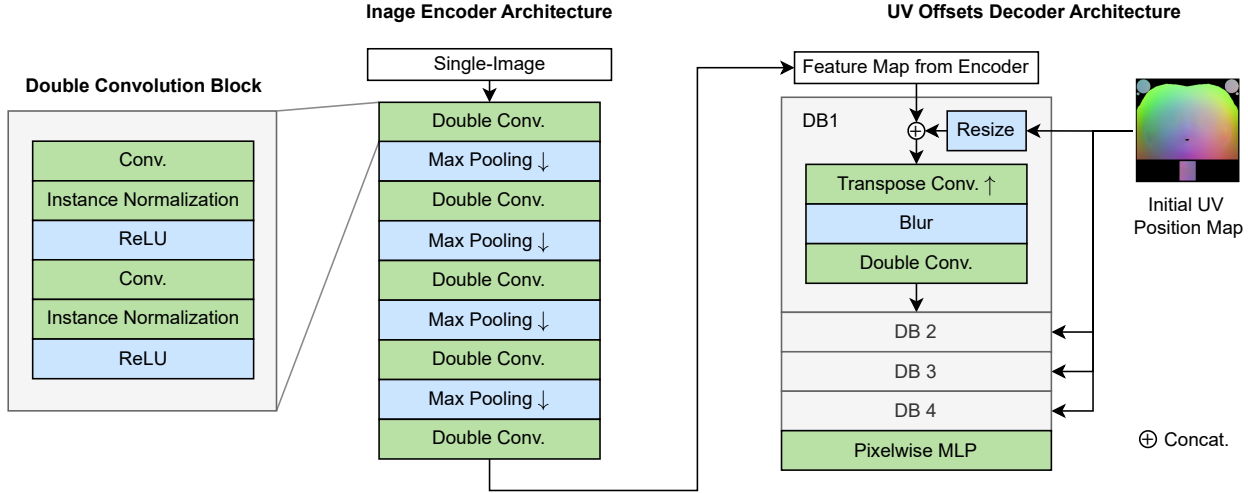 Inage Encoder Architecture
UV Offsets Decoder Architecture
Double Convolution Block
Conv.
Instance Normalization
ReLU
Conv.
Instance Normalization
ReLU
Single-Image
Double Conv.
Max Pooling ↓
Double Conv.
Max Pooling ↓
Double Conv.
Max Pooling ↓
Double Conv.
Max Pooling ↓
Double Conv.
Feature Map from Encoder
DB1
Resize
Transpose Conv. ↑
Blur
Double Conv.
DB 2
DB 3
DB 4
Pixelwise MLP
Initial UV
Position Map
⊕ Concat.